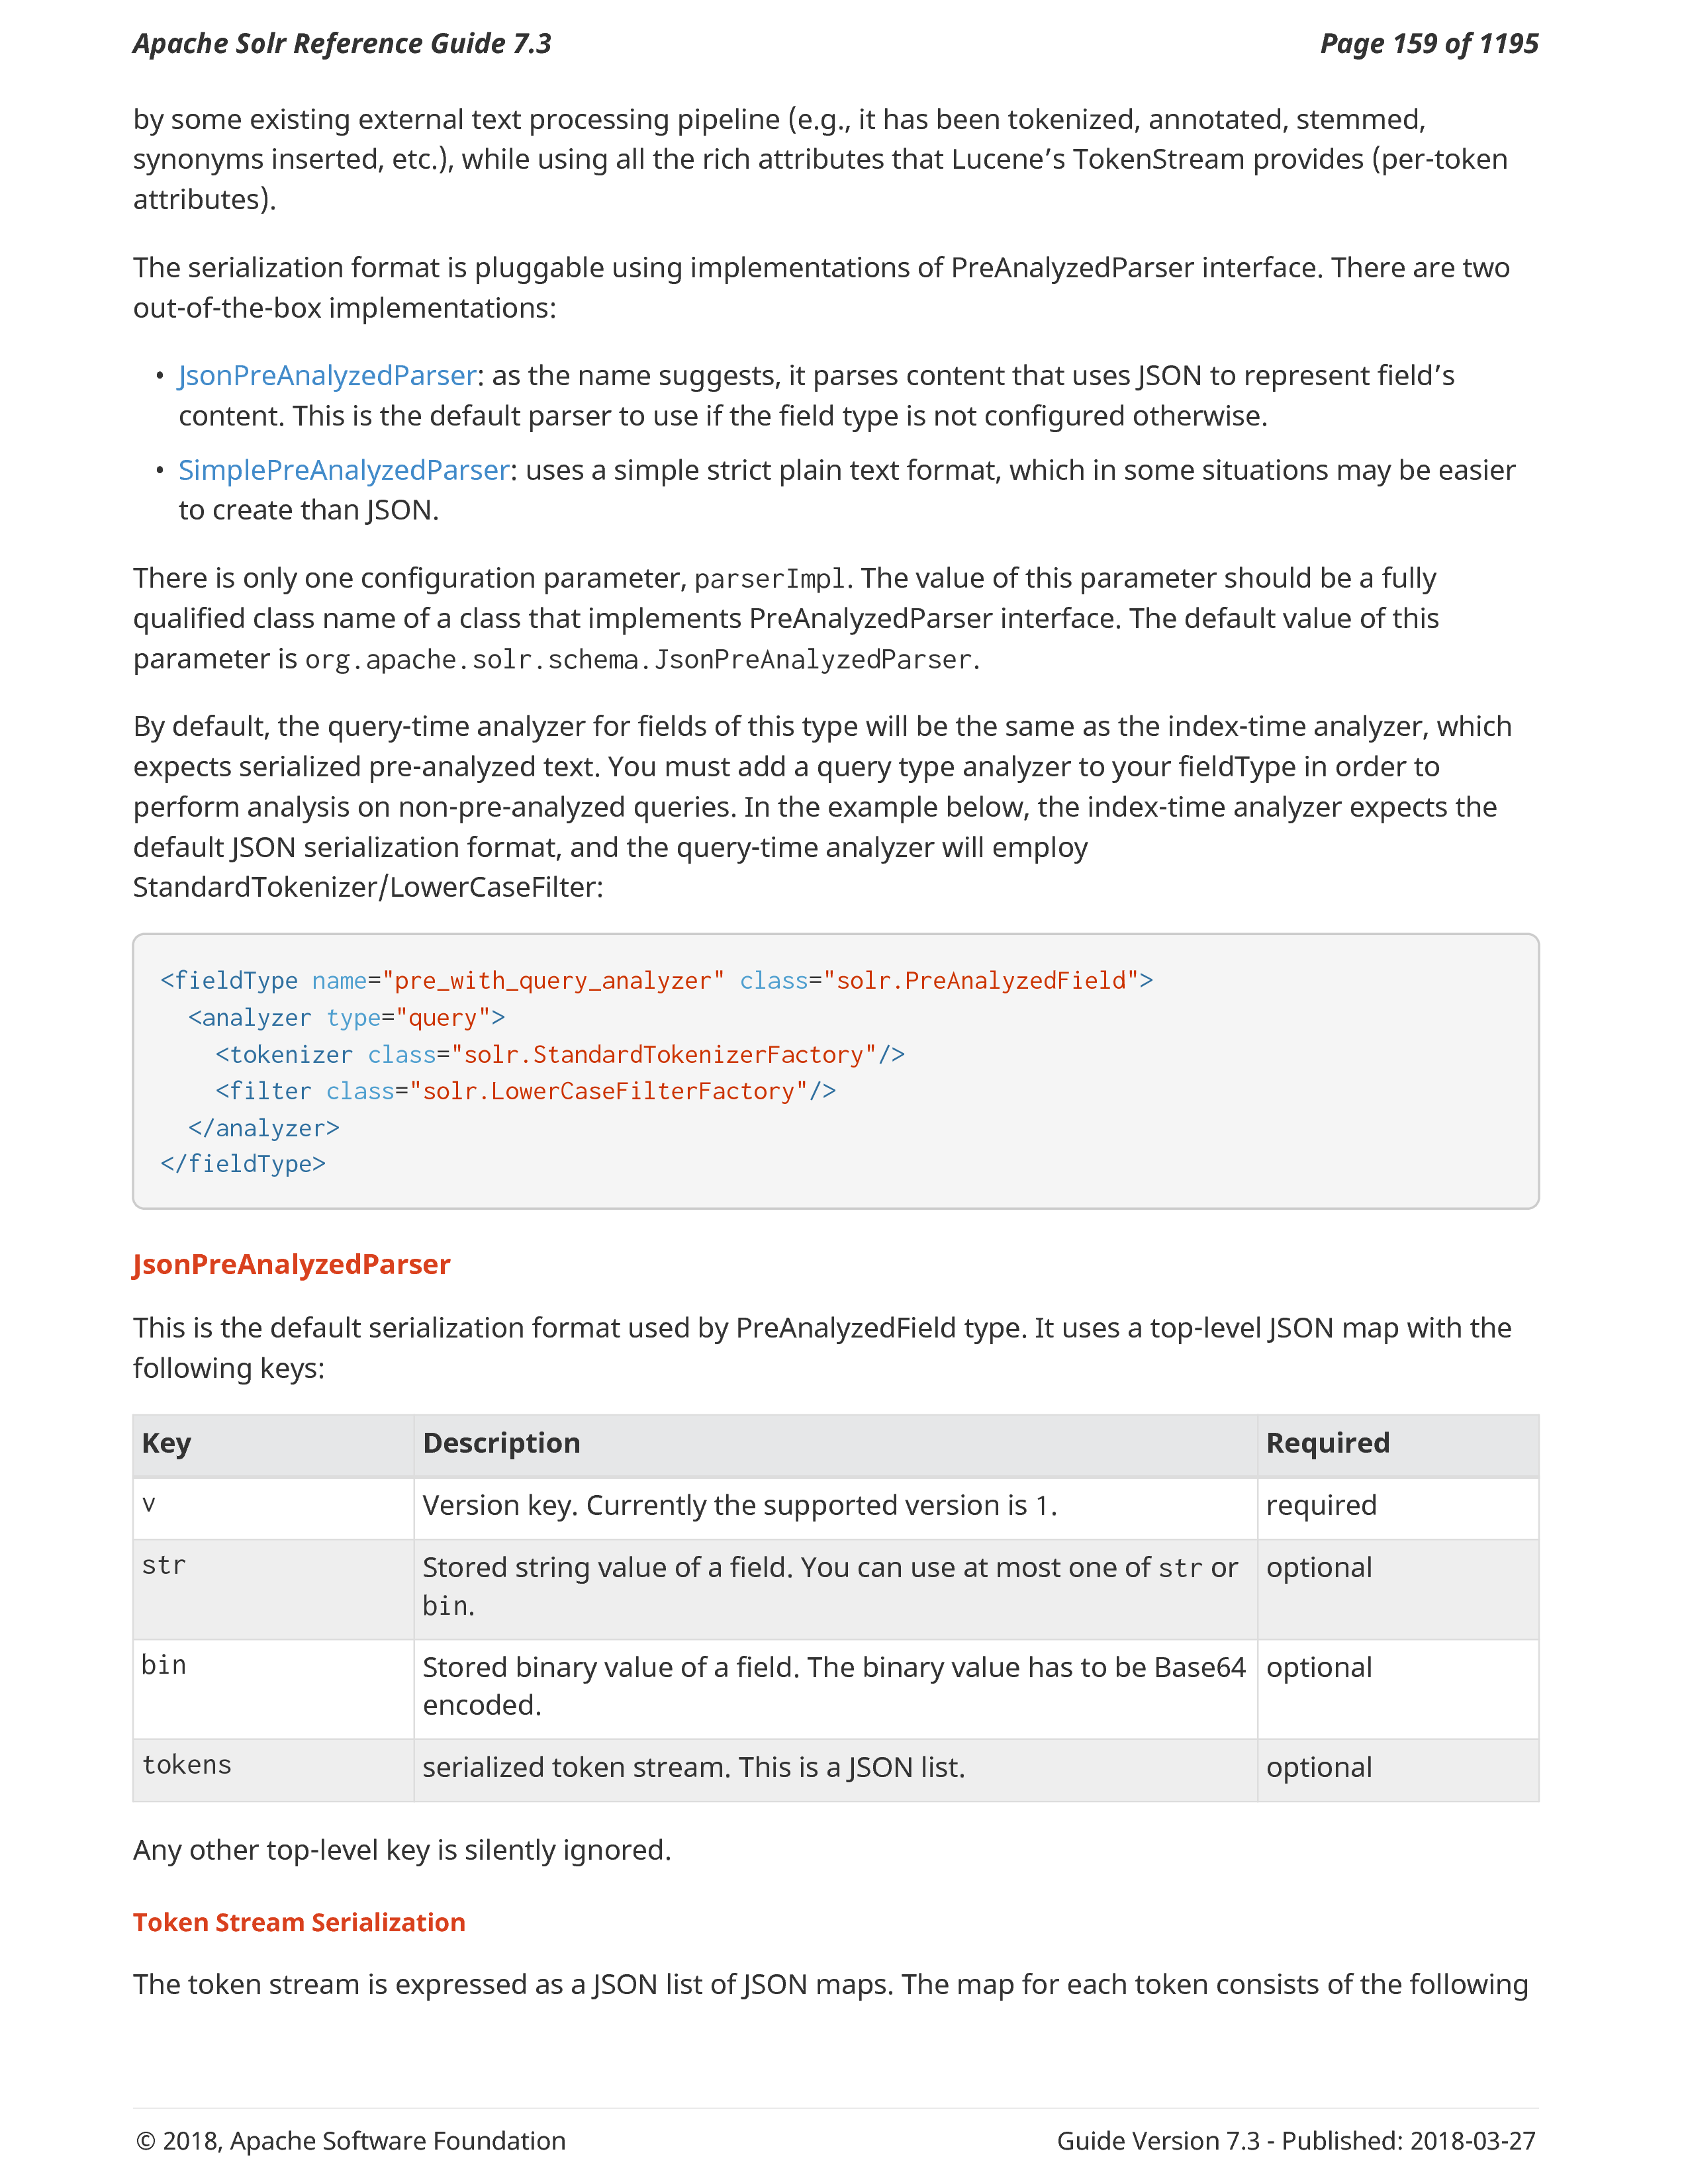 Apache Solr Reference Guide 7.3 Page 159 of 1195
by some existing external text processing pipeline (e.g., it has been tokenized, annotated, stemmed,
synonyms inserted, etc.), while using all the rich attributes that Lucene’s TokenStream provides (per-token
attributes).
The serialization format is pluggable using implementations of PreAnalyzedParser interface. There are two
out-of-the-box implementations:
• JsonPreAnalyzedParser: as the name suggests, it parses content that uses JSON to represent field’s
content. This is the default parser to use if the field type is not configured otherwise.
• SimplePreAnalyzedParser: uses a simple strict plain text format, which in some situations may be easier
to create than JSON.
There is only one configuration parameter, parserImpl. The value of this parameter should be a fully
qualified class name of a class that implements PreAnalyzedParser interface. The default value of this
parameter is org.apache.solr.schema.JsonPreAnalyzedParser.
By default, the query-time analyzer for fields of this type will be the same as the index-time analyzer, which
expects serialized pre-analyzed text. You must add a query type analyzer to your fieldType in order to
perform analysis on non-pre-analyzed queries. In the example below, the index-time analyzer expects the
default JSON serialization format, and the query-time analyzer will employ
StandardTokenizer/LowerCaseFilter:
<fieldType name="pre_with_query_analyzer" class="solr.PreAnalyzedField">
  <analyzer type="query">
    <tokenizer class="solr.StandardTokenizerFactory"/>
    <filter class="solr.LowerCaseFilterFactory"/>
  </analyzer>
</fieldType>
JsonPreAnalyzedParser
This is the default serialization format used by PreAnalyzedField type. It uses a top-level JSON map with the
following keys:
Key Description Required
v Version key. Currently the supported version is 1. required
str Stored string value of a field. You can use at most one of str or optional
bin.
bin Stored binary value of a field. The binary value has to be Base64 optional
encoded.
tokens serialized token stream. This is a JSON list. optional
Any other top-level key is silently ignored.
Token Stream Serialization
The token stream is expressed as a JSON list of JSON maps. The map for each token consists of the following
© 2018, Apache Software Foundation Guide Version 7.3 - Published: 2018-03-27